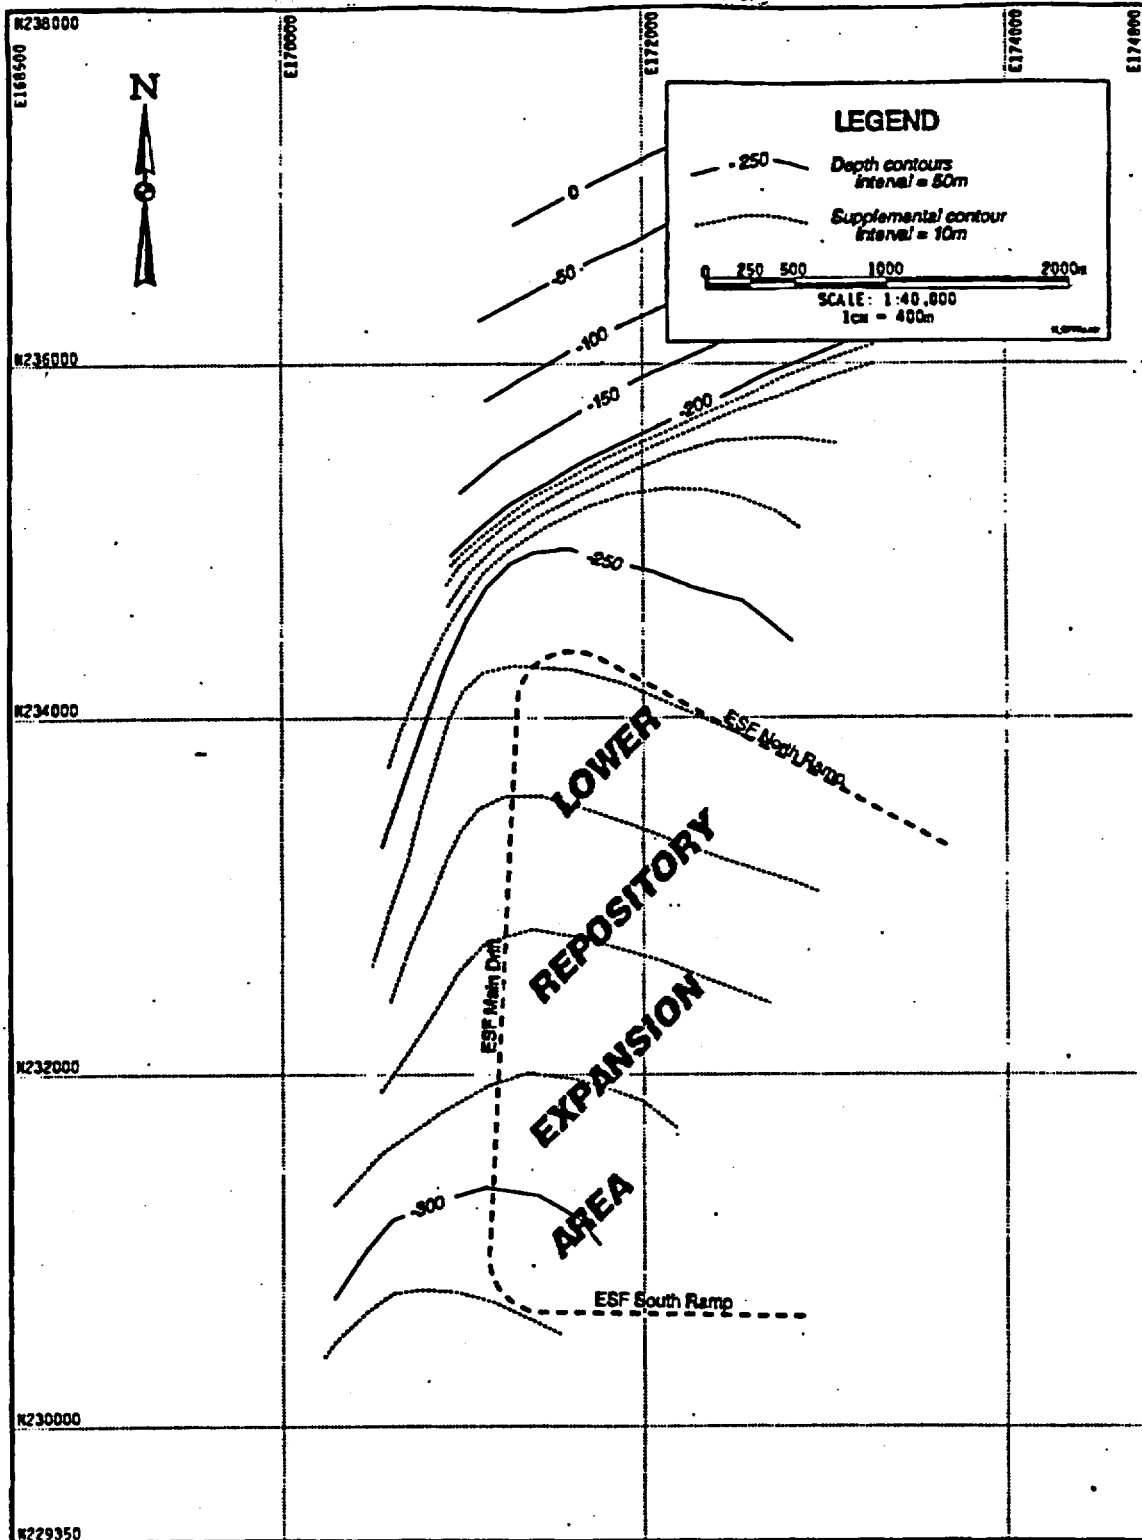 N238000
E168500
E170000
E172000
E174000
E174800
N
LEGEND
-250
Depth contours
interval = 50m
Supplemental contour
interval = 10m
0 250 500 1000 2000m
SCALE: 1:40,000
1cm = 400m
0
-50
-100
-150
-200
N236000
-250
N234000
LOWER
ESF North Ramp
REPOSITORY
ESF Main Drift
EXPANSION
N232000
AREA
-300
ESF South Ramp
N230000
N229350